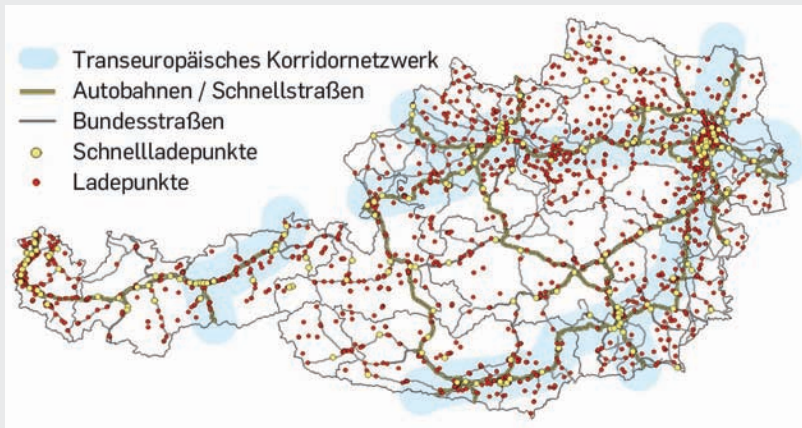 Transeuropäisches Korridornetzwerk
Autobahnen / Schnellstraßen
Bundesstraßen
Schnellladepunkte
Ladepunkte